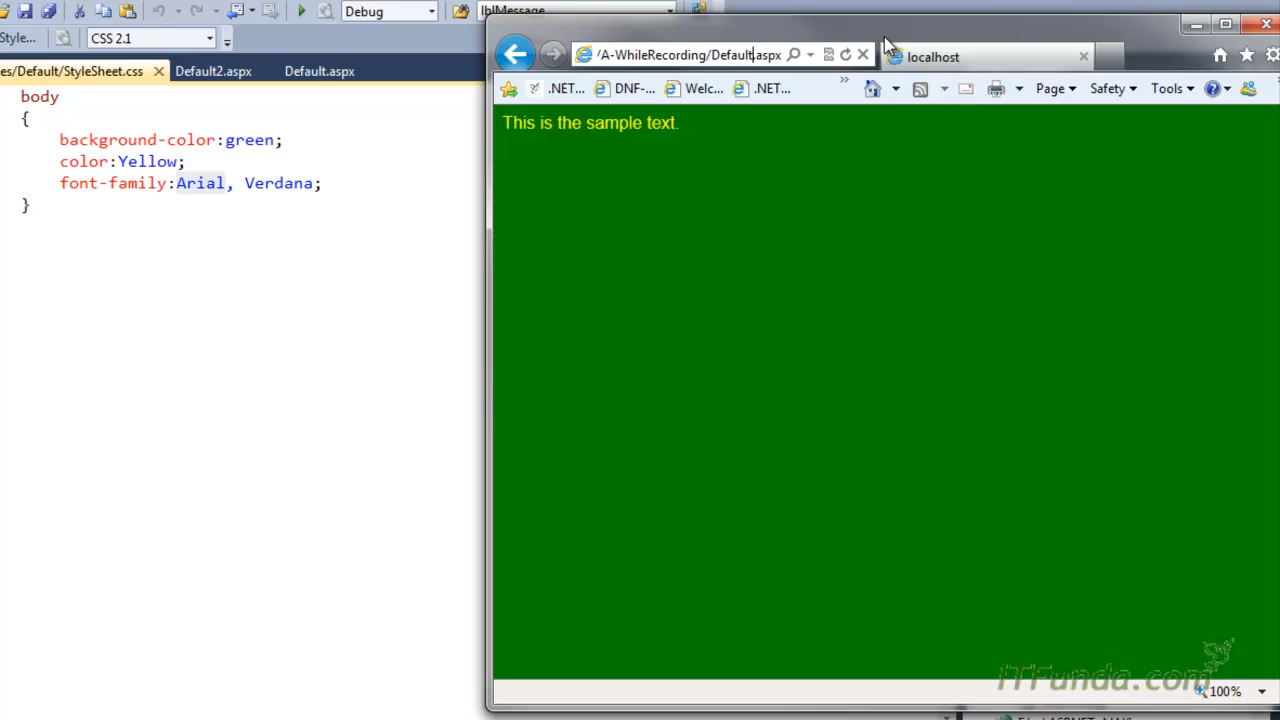 Debug
lblMessage
Style...
CSS 2.1
es/Default/StyleSheet.css
Default2.aspx
Default.aspx
body
{
background-color:green;
color:Yellow;
font-family:Arial, Verdana;
}
/A-WhileRecording/Default.aspx
localhost
.NET...
DNF-...
Welc...
.NET...
Page
Safety
Tools
This is the sample text.
ITFunda.com
100%